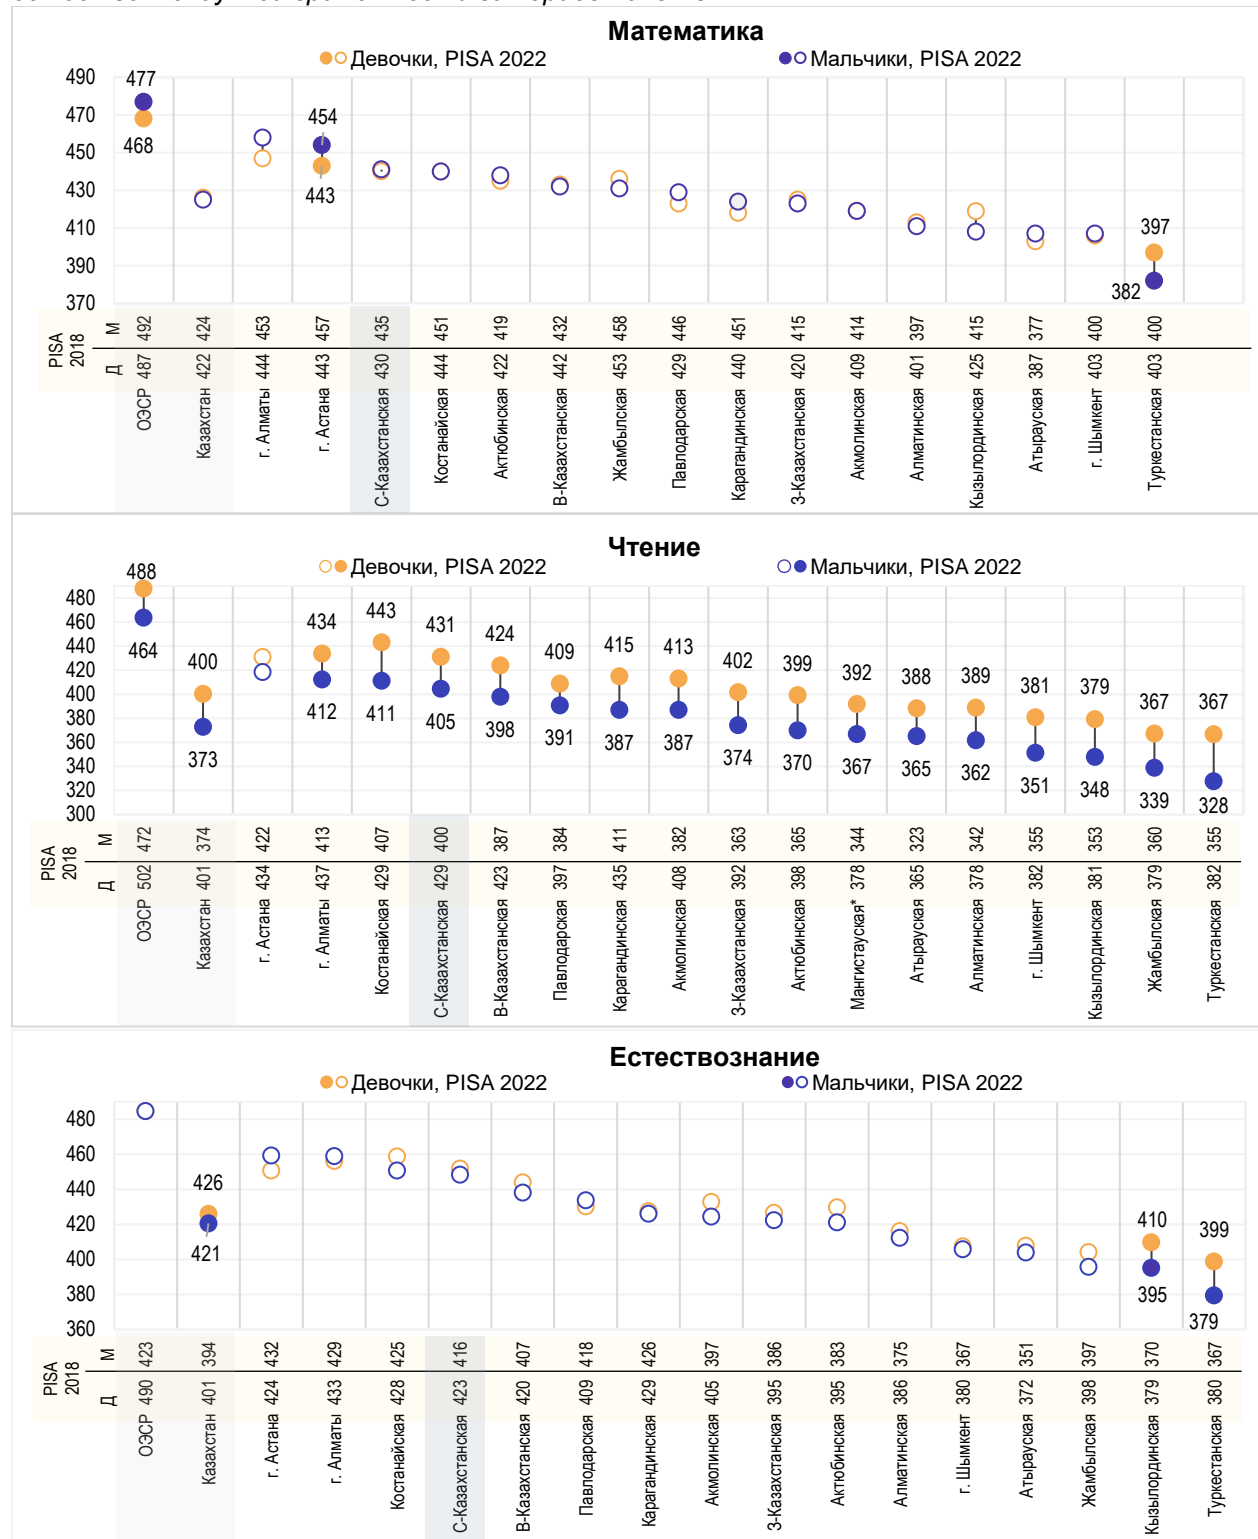 Математика
Девочки, PISA 2022 Мальчики, PISA 2022
490
470
450
430
410
390
370
477
468
454
443
397
382
PISA 2018
М 492 424 453 457 435 451 419 432 458 446 451 415 414 397 415 377 400 400
Д 487 422 444 443 430 444 422 442 453 429 440 420 409 401 425 387 403 403
ОЭСР
Казахстан
г. Алматы
г. Астана
С-Казахстанская
Костанайская
Актюбинская
В-Казахстанская
Жамбылская
Павлодарская
Карагандинская
З-Казахстанская
Акмолинская
Алматинская
Кызылординская
Атырауская
г. Шымкент
Туркестанская
Чтение
Девочки, PISA 2022 Мальчики, PISA 2022
480
460
440
420
400
380
360
340
320
300
488 400 434 443 431 424 409 415 413 402 399 392 388 389 381 379 367 367
464 373 412 411 405 398 391 387 387 374 370 367 365 362 351 348 339 328
PISA 2018
М 472 374 422 413 407 400 387 384 411 382 363 365 344 323 342 355 353 360 355
Д 502 401 434 437 429 429 423 397 435 408 392 398 378 365 378 382 381 379 382
ОЭСР
Казахстан
г. Астана
г. Алматы
Костанайская
С-Казахстанская
В-Казахстанская
Павлодарская
Карагандинская
Акмолинская
З-Казахстанская
Актюбинская
Мангистауская*
Атырауская
Алматинская
г. Шымкент
Кызылординская
Жамбылская
Туркестанская
Естествознание
Девочки, PISA 2022 Мальчики, PISA 2022
480
460
440
420
400
380
360
426
421
410
395
399
379
PISA 2018
М 423 394 432 429 425 416 407 418 426 397 386 383 375 367 351 397 370 367
Д 490 401 424 433 428 423 420 409 429 405 395 395 386 380 372 398 379 380
ОЭСР
Казахстан
г. Астана
г. Алматы
Костанайская
С-Казахстанская
В-Казахстанская
Павлодарская
Карагандинская
Акмолинская
З-Казахстанская
Актюбинская
Алматинская
г. Шымкент
Атырауская
Жамбылская
Кызылординская
Туркестанская